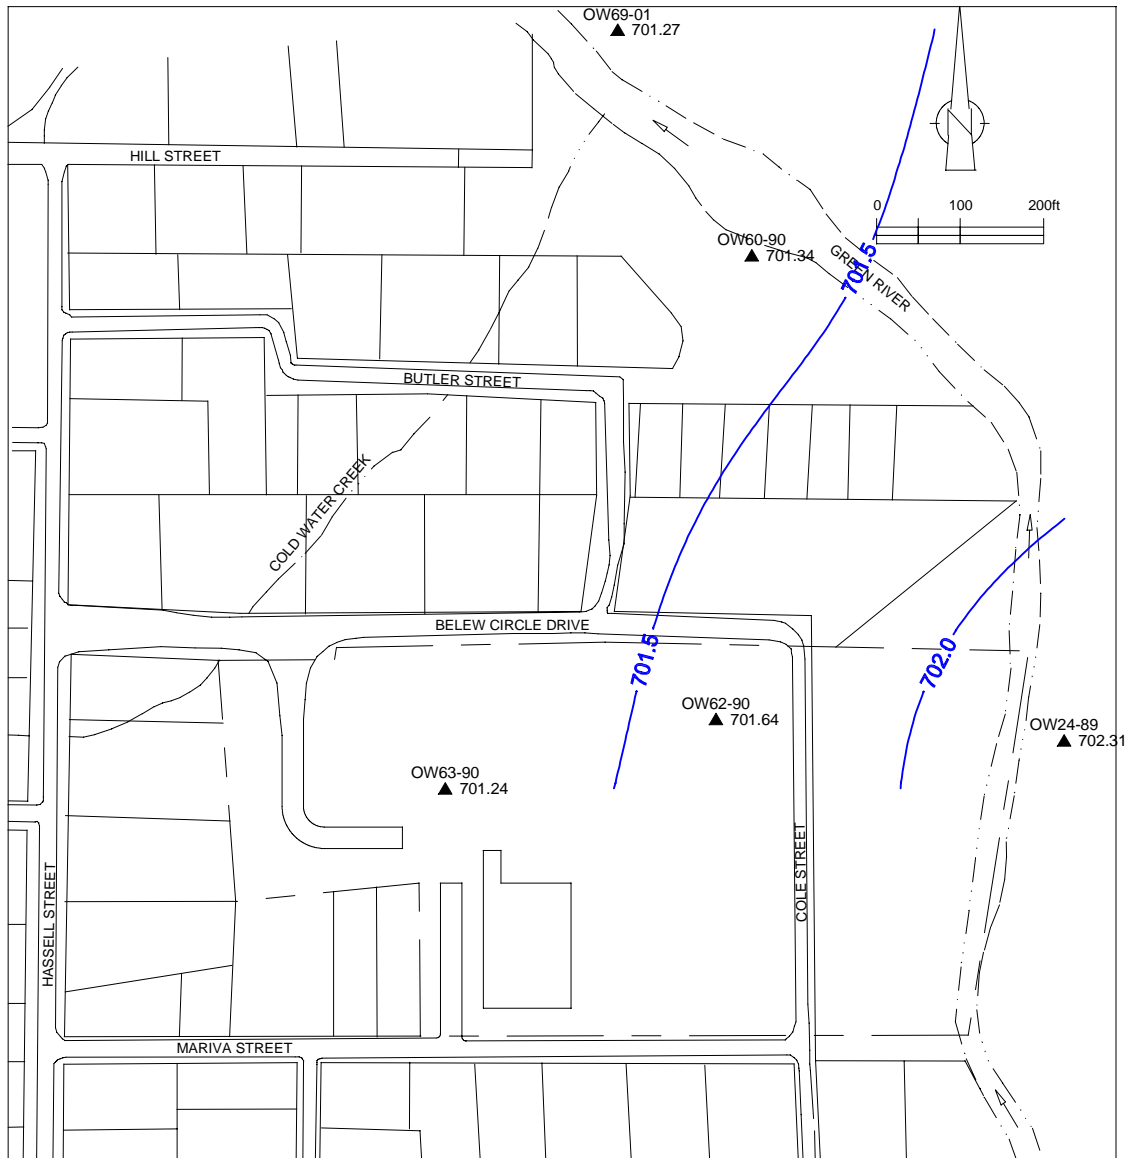 OW69-01
701.27
HILL STREET
0 100 200ft
OW60-90
701.34
701.5
GREEN RIVER
BUTLER STREET
COLD WATER CREEK
BELEW CIRCLE DRIVE
701.5
702.0
OW62-90
701.64
OW24-89
702.31
OW63-90
701.24
HASSELL STREET
COLE STREET
MARIVA STREET